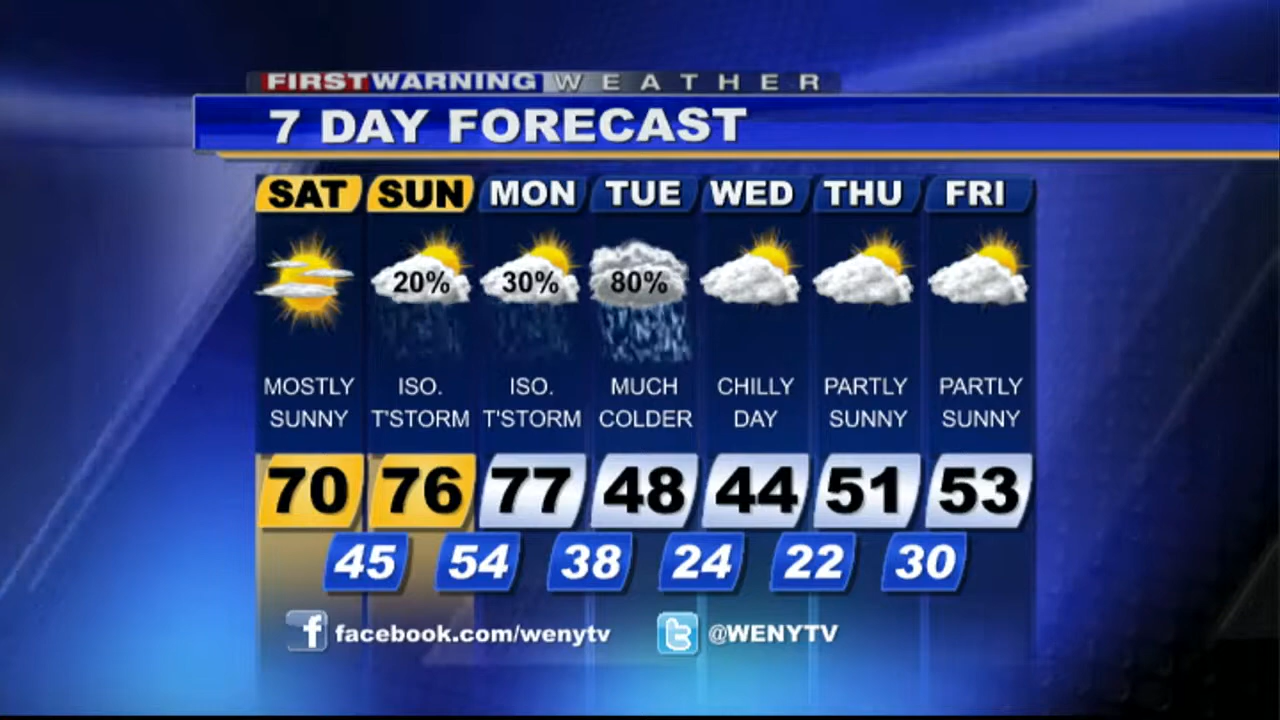 FIRST WARNING WEATHER
7 DAY FORECAST
SAT SUN MON TUE WED THU FRI
20% 30% 80%
MOSTLY ISO. ISO. MUCH CHILLY PARTLY PARTLY
SUNNY T'STORM T'STORM COLDER DAY SUNNY SUNNY
70 76 77 48 44 51 53
45 54 38 24 22 30
f facebook.com/wenytv t @WENYTV